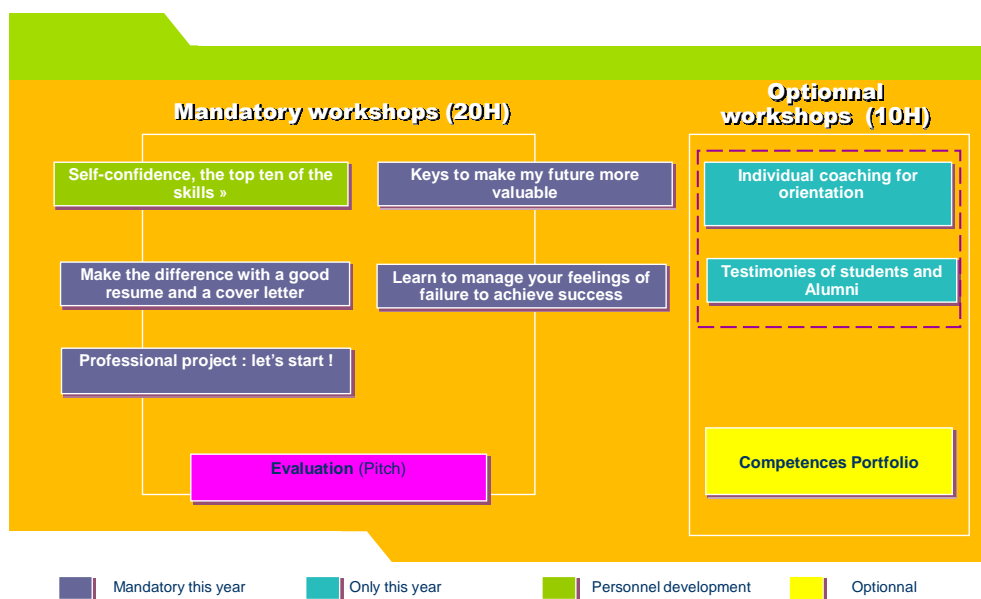 Mandatory workshops (20H)
Optionnal
workshops (10H)
Self-confidence, the top ten of the
skills »
Keys to make my future more
valuable
Individual coaching for
orientation
Make the difference with a good
resume and a cover letter
Learn to manage your feelings of
failure to achieve success
Testimonies of students and
Alumni
Professional project : let’s start !
Evaluation (Pitch)
Competences Portfolio
Mandatory this year
Only this year
Personnel development
Optionnal